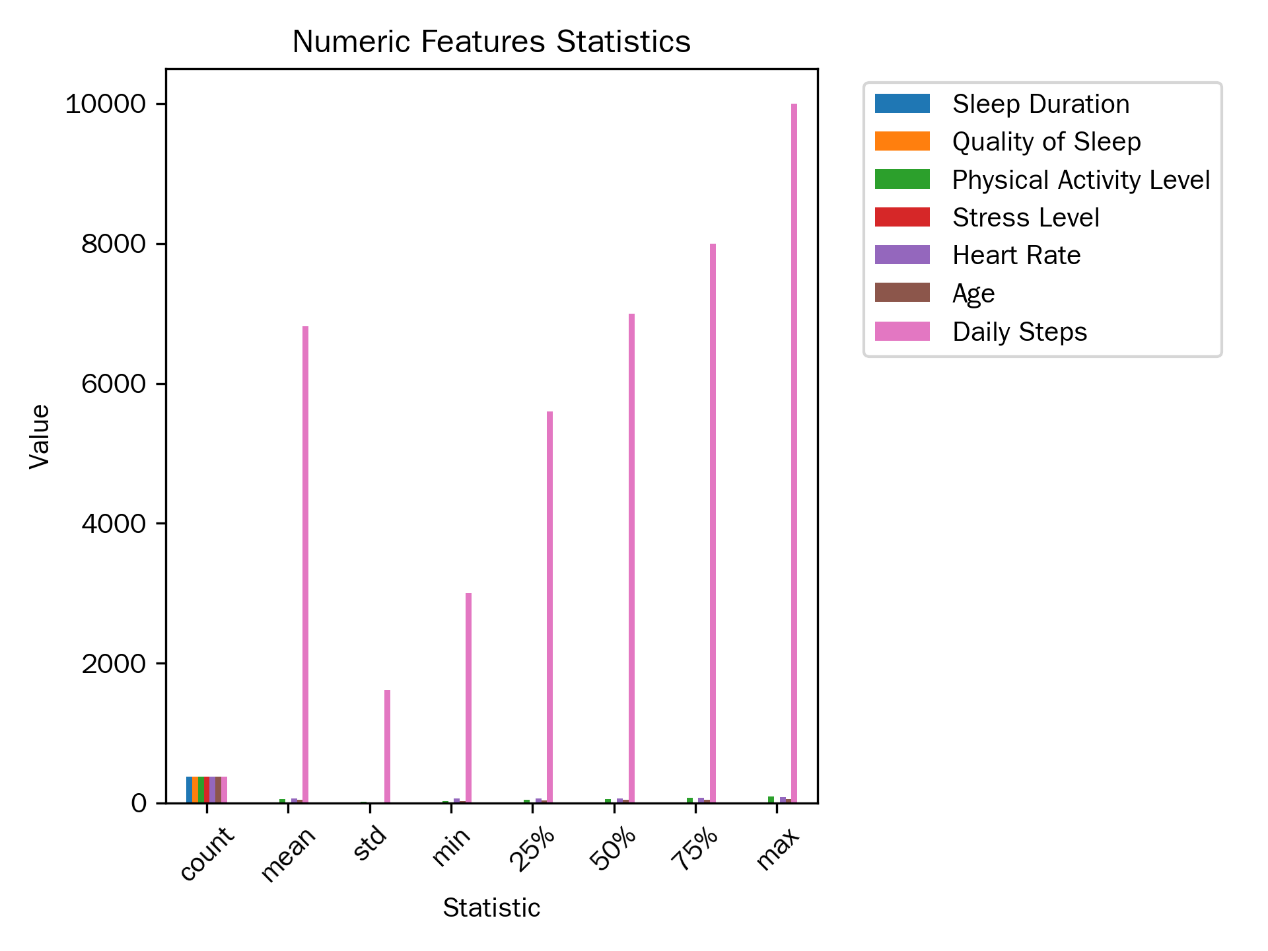 Numeric Features Statistics
10000
8000
6000
4000
2000
0
Value
count
mean
std
min
25%
50%
75%
max
Statistic
Sleep Duration
Quality of Sleep
Physical Activity Level
Stress Level
Heart Rate
Age
Daily Steps